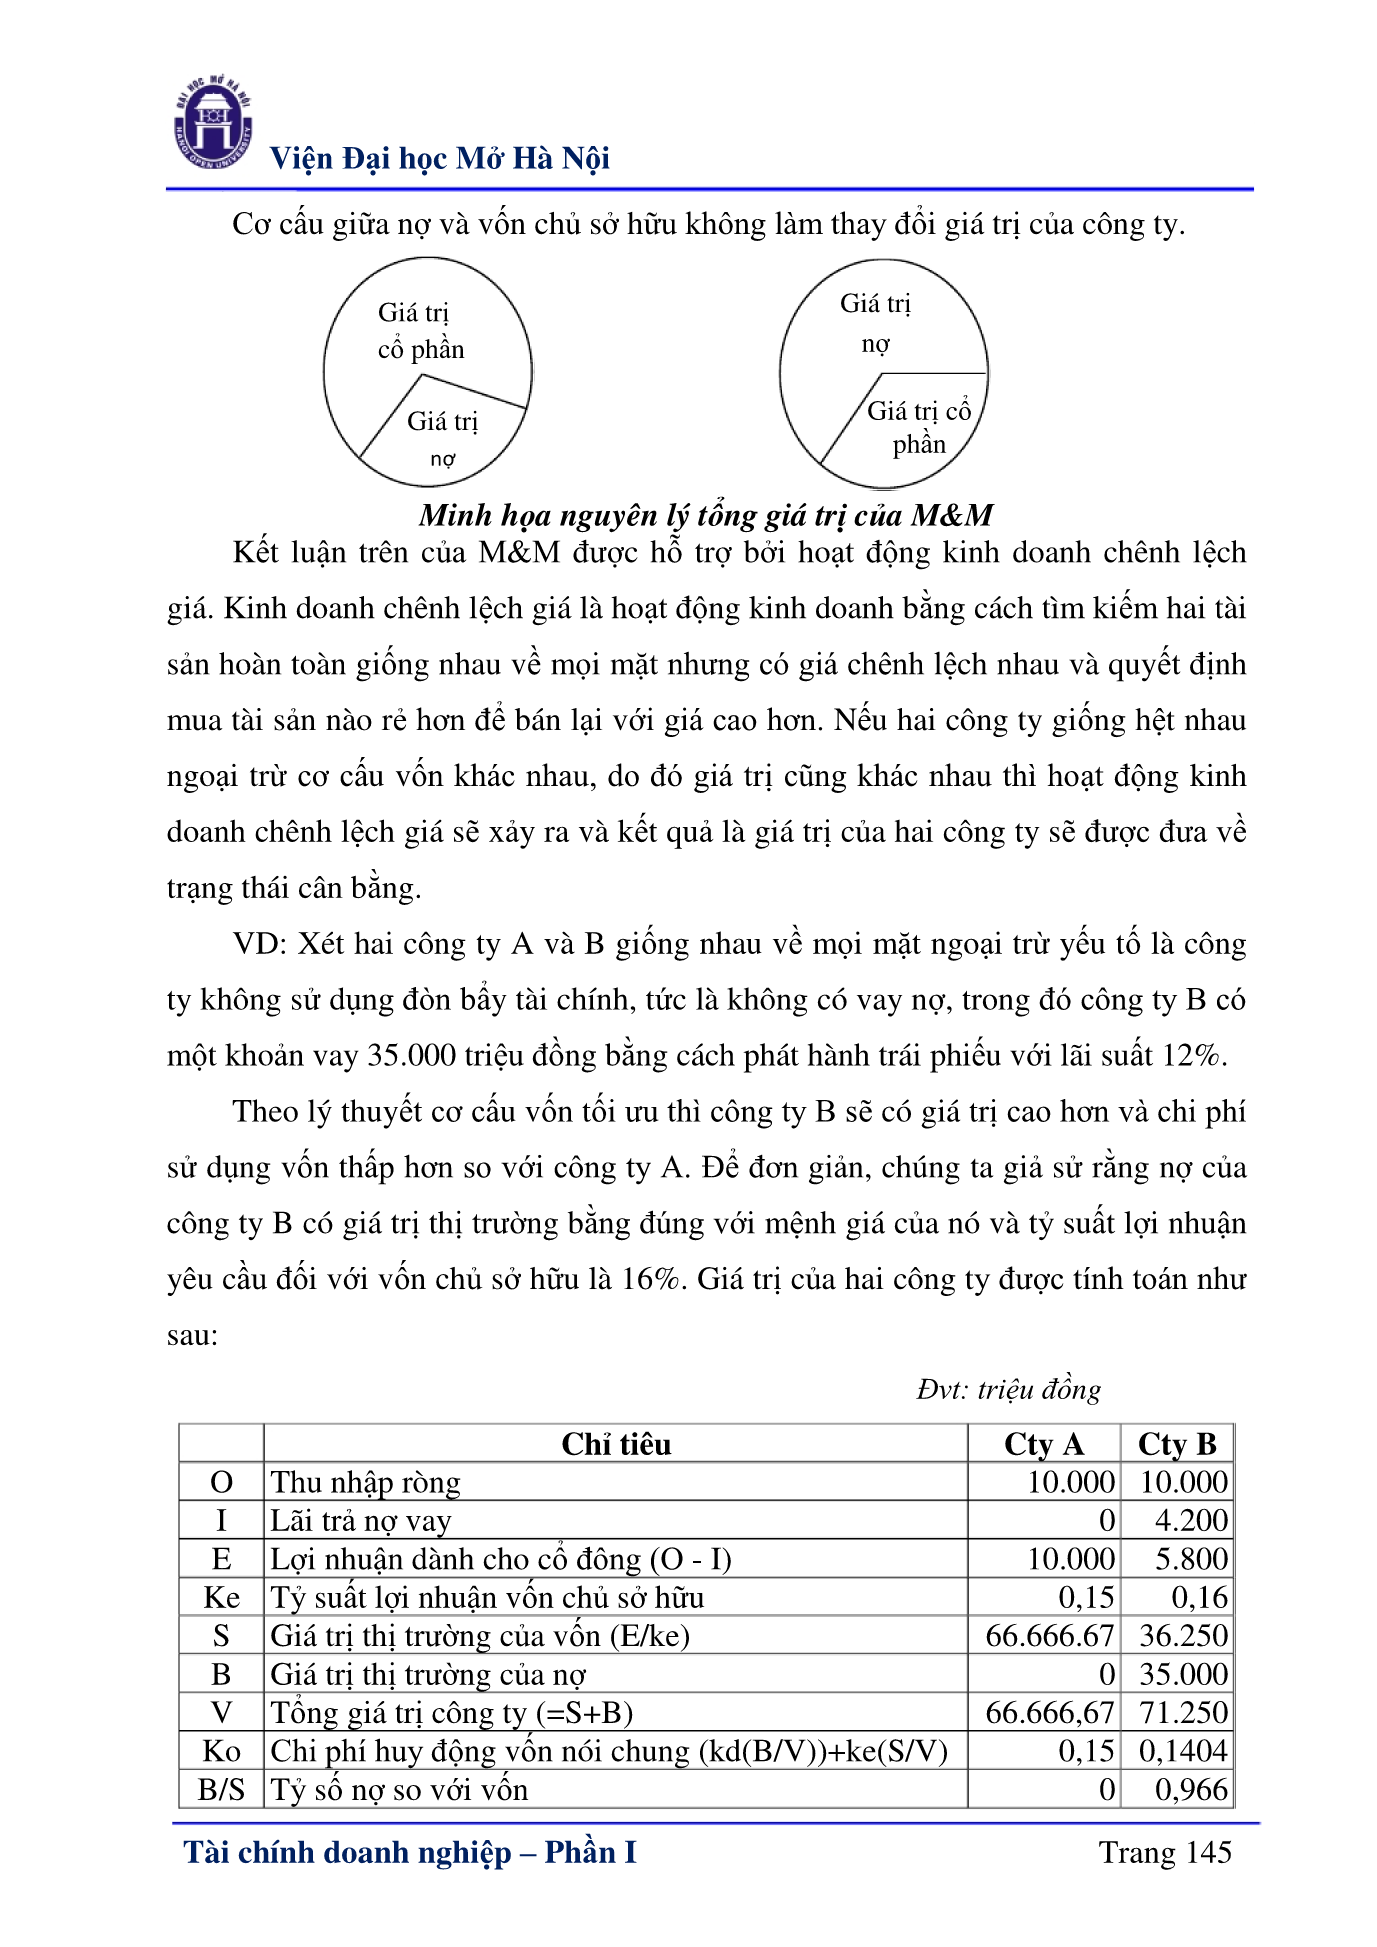 ĐẠI HỌC MỞ HÀ NỘI
HANOI OPEN UNIVERSITY
Viện Đại học Mở Hà Nội
Cơ cấu giữa nợ và vốn chủ sở hữu không làm thay đổi giá trị của công ty.
Giá trị
cổ phần
Giá trị
nợ
Giá trị
nợ
Giá trị cổ
phần
Minh họa nguyên lý tổng giá trị của M&M
Kết luận trên của M&M được hỗ trợ bởi hoạt động kinh doanh chênh lệch
giá. Kinh doanh chênh lệch giá là hoạt động kinh doanh bằng cách tìm kiếm hai tài
sản hoàn toàn giống nhau về mọi mặt nhưng có giá chênh lệch nhau và quyết định
mua tài sản nào rẻ hơn để bán lại với giá cao hơn. Nếu hai công ty giống hệt nhau
ngoại trừ cơ cấu vốn khác nhau, do đó giá trị cũng khác nhau thì hoạt động kinh
doanh chênh lệch giá sẽ xảy ra và kết quả là giá trị của hai công ty sẽ được đưa về
trạng thái cân bằng.
VD: Xét hai công ty A và B giống nhau về mọi mặt ngoại trừ yếu tố là công
ty không sử dụng đòn bẩy tài chính, tức là không có vay nợ, trong đó công ty B có
một khoản vay 35.000 triệu đồng bằng cách phát hành trái phiếu với lãi suất 12%.
Theo lý thuyết cơ cấu vốn tối ưu thì công ty B sẽ có giá trị cao hơn và chi phí
sử dụng vốn thấp hơn so với công ty A. Để đơn giản, chúng ta giả sử rằng nợ của
công ty B có giá trị thị trường bằng đúng với mệnh giá của nó và tỷ suất lợi nhuận
yêu cầu đối với vốn chủ sở hữu là 16%. Giá trị của hai công ty được tính toán như
sau:
Đvt: triệu đồng
Chỉ tiêu Cty A Cty B
O Thu nhập ròng 10.000 10.000
I Lãi trả nợ vay 0 4.200
E Lợi nhuận dành cho cổ đông (O - I) 10.000 5.800
Ke Tỷ suất lợi nhuận vốn chủ sở hữu 0,15 0,16
S Giá trị thị trường của vốn (E/ke) 66.666.67 36.250
B Giá trị thị trường của nợ 0 35.000
V Tổng giá trị công ty (=S+B) 66.666,67 71.250
Ko Chi phí huy động vốn nói chung (kd(B/V))+ke(S/V) 0,15 0,1404
B/S Tỷ số nợ so với vốn 0 0,966
Tài chính doanh nghiệp – Phần I Trang 145